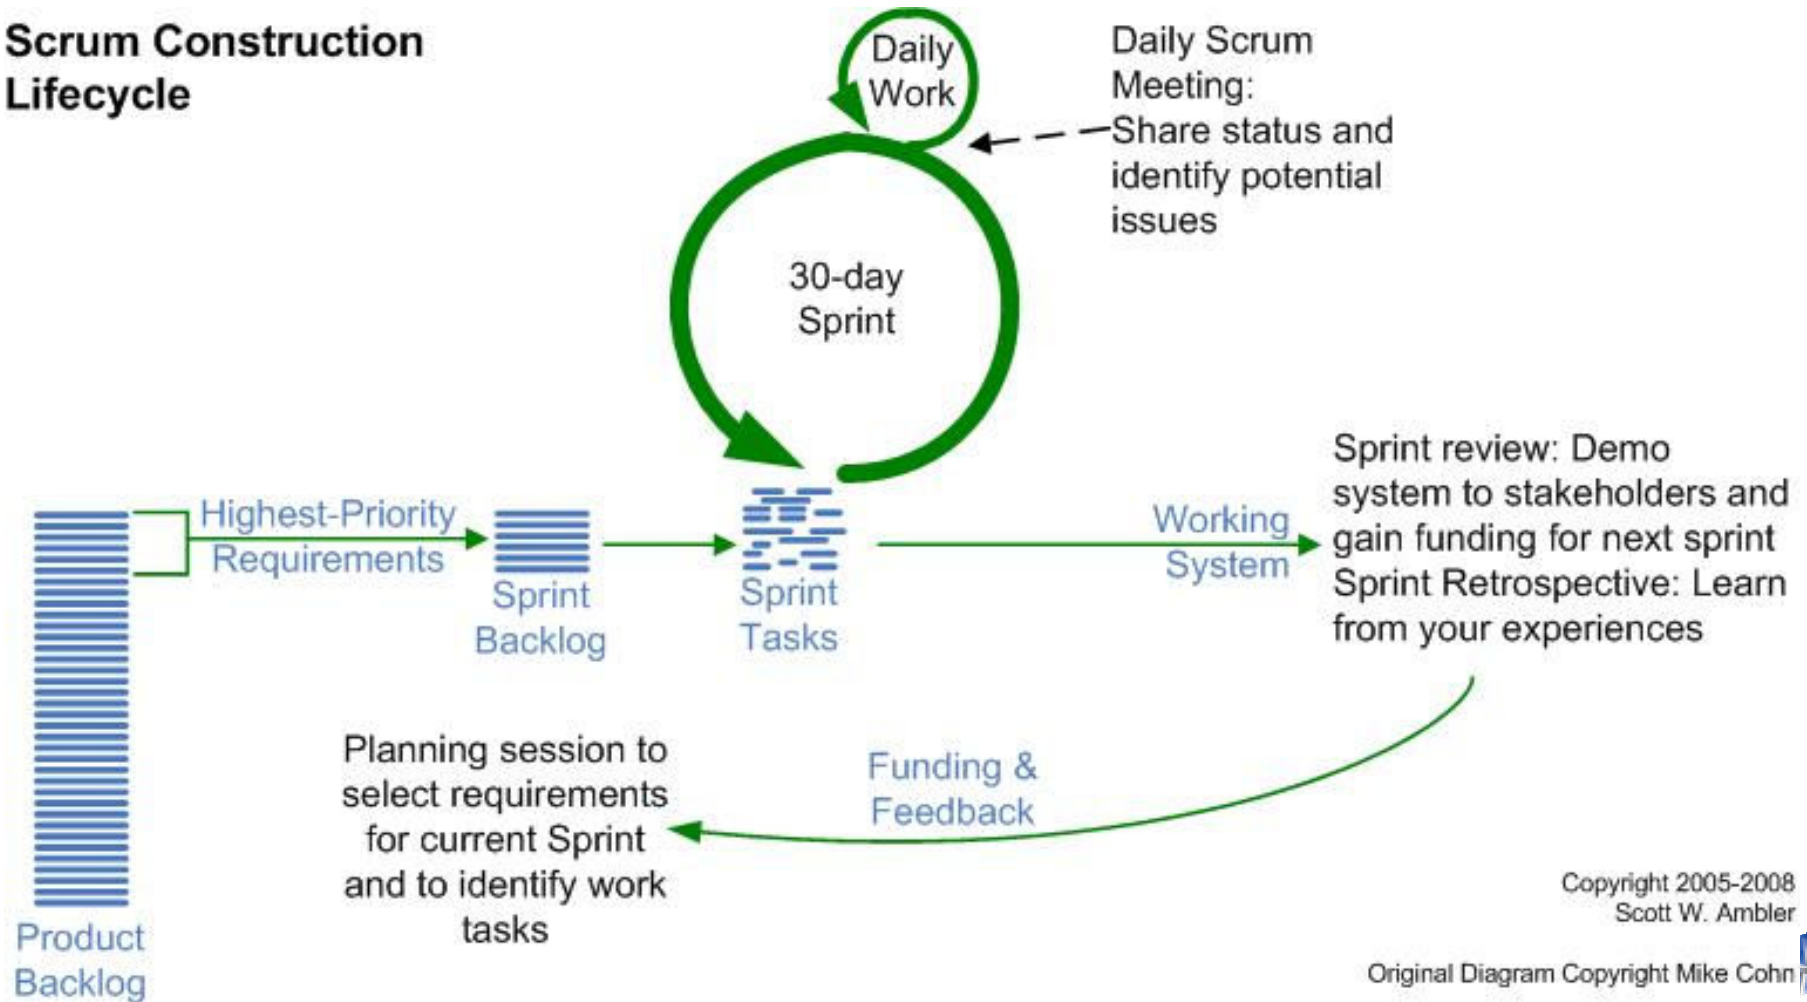 Scrum Construction
Lifecycle
Daily
Work
Daily Scrum
Meeting:
Share status and
identify potential
issues
30-day
Sprint
Highest-Priority
Requirements
Sprint
Backlog
Sprint
Tasks
Working
System
Sprint review: Demo
system to stakeholders and
gain funding for next sprint
Sprint Retrospective: Learn
from your experiences
Planning session to
select requirements
for current Sprint
and to identify work
tasks
Funding &
Feedback
Product
Backlog
Copyright 2005-2008
Scott W. Ambler
Original Diagram Copyright Mike Cohn